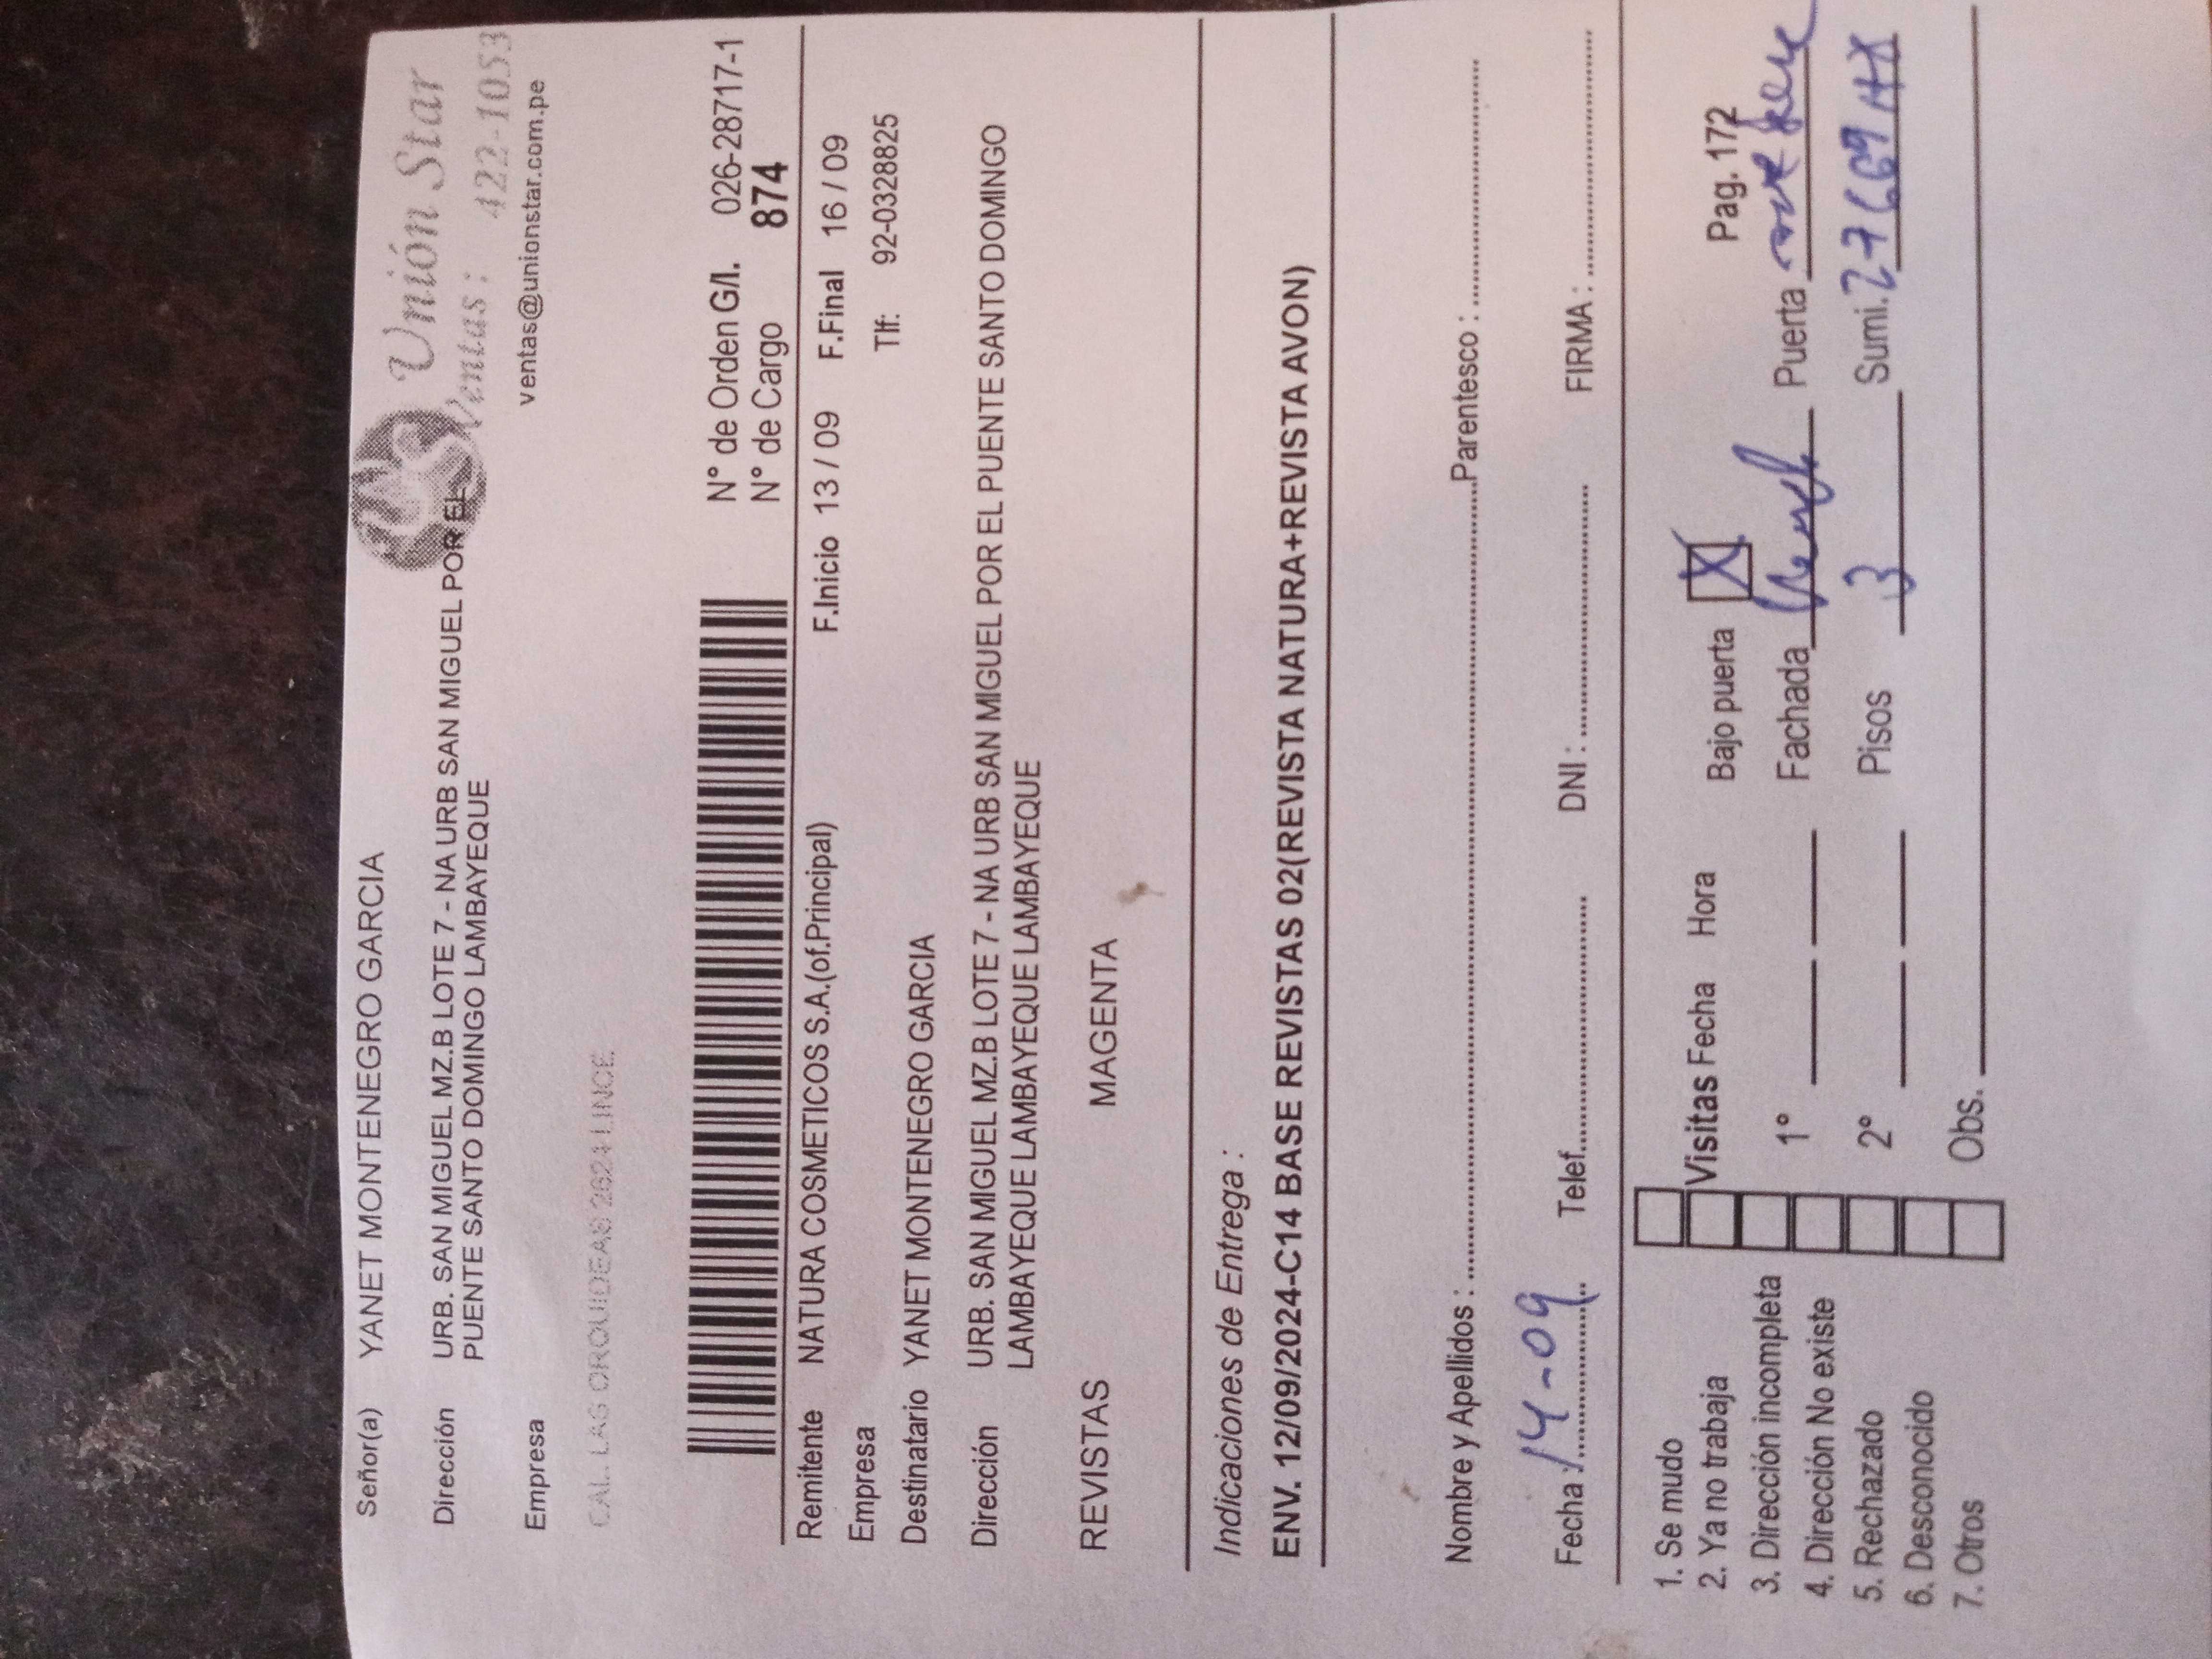 Señor(a) YANET MONTENEGRO GARCIA
Unión Star
Ventas : 422-1053
ventas@unionstar.com.pe
Dirección URB. SAN MIGUEL MZ.B LOTE 7 - NA URB SAN MIGUEL POR EL
PUENTE SANTO DOMINGO LAMBAYEQUE
Empresa
CAL. LAS ORQUIDEAS 2624 LINCE
N° de Orden G/I. 026-28717-1
N° de Cargo 874
Remitente NATURA COSMETICOS S.A.(of.Principal) F.Inicio 13 / 09 F.Final 16 / 09
Empresa Tlf: 92-0328825
Destinatario YANET MONTENEGRO GARCIA
Dirección URB. SAN MIGUEL MZ.B LOTE 7 - NA URB SAN MIGUEL POR EL PUENTE SANTO DOMINGO
LAMBAYEQUE LAMBAYEQUE LAMBAYEQUE
REVISTAS MAGENTA
Indicaciones de Entrega :
ENV. 12/09/2024-C14 BASE REVISTAS 02(REVISTA NATURA+REVISTA AVON)
Nombre y Apellidos : Parentesco :
Fecha : 14-09 Telef. DNI : FIRMA :
1. Se mudo
2. Ya no trabaja Visitas Fecha Hora Bajo puerta X Pag. 172
3. Dirección incompleta
4. Dirección No existe 1° Fachada Puerta
5. Rechazado 2° Pisos 3 Sumi.
6. Desconocido
7. Otros Obs.